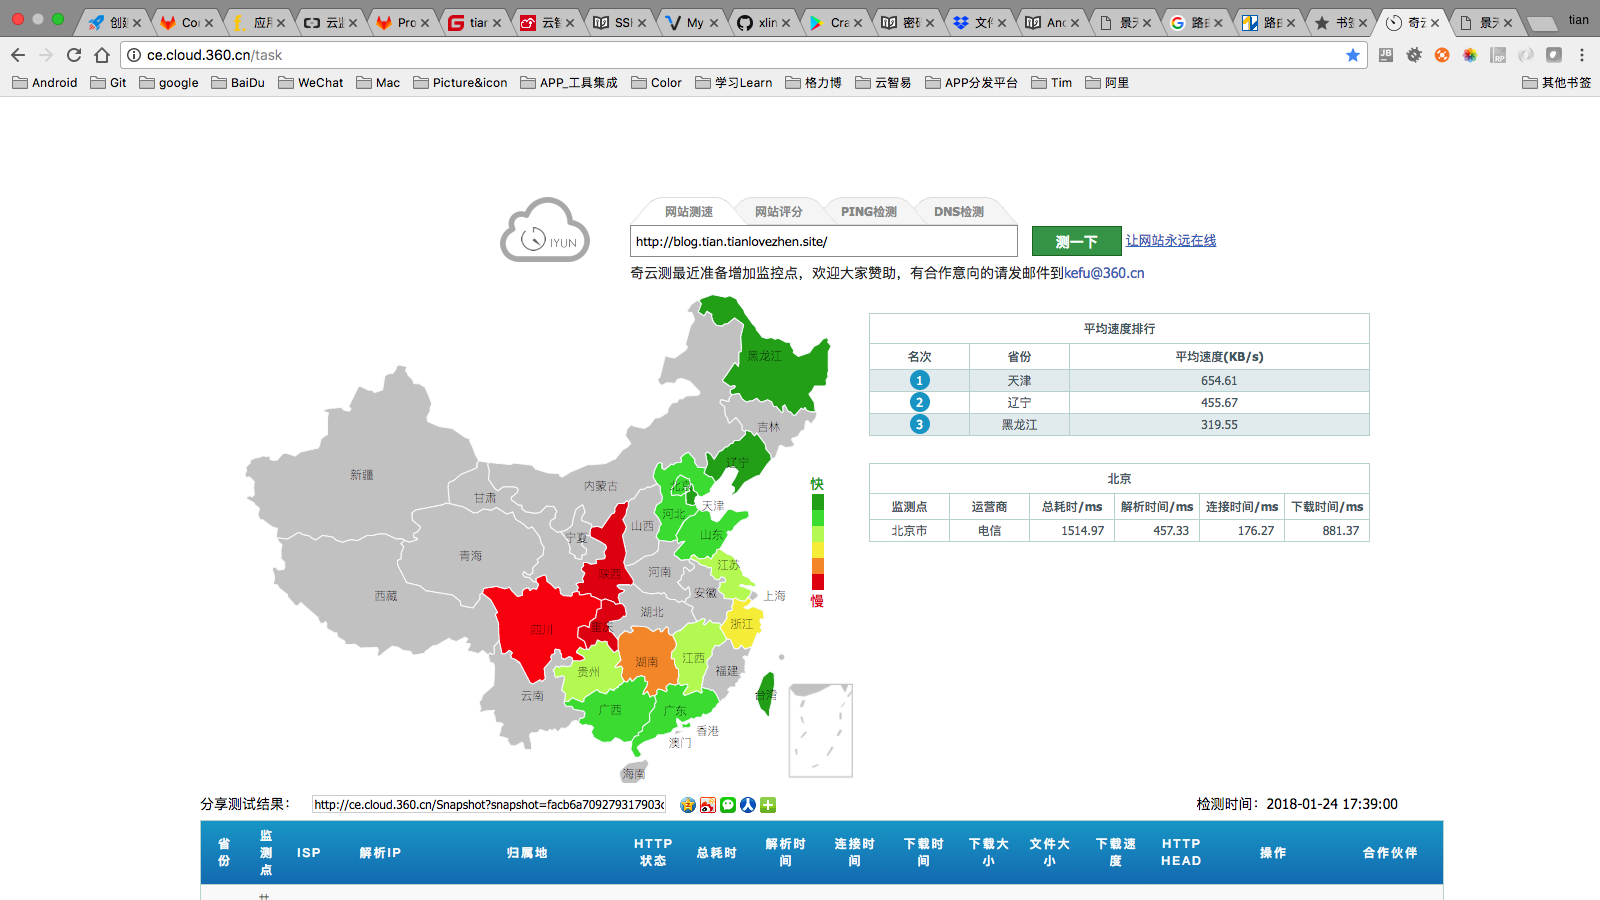 创建
Cor
应用
云监
Pro
tian
云智
SSH
My
xlin
Cra
密码
文件
And
景天
路由
路由
书签
奇云
景天
tian
ce.cloud.360.cn/task
Android
Git
google
BaiDu
WeChat
Mac
Picture&icon
APP_工具集成
Color
学习Learn
格力博
云智易
APP分发平台
Tim
阿里
其他书签
IYUN
网站测速
网站评分
PING检测
DNS检测
http://blog.tian.tianlovezhen.site/
测一下
让网站永远在线
奇云测最近准备增加监控点，欢迎大家赞助，有合作意向的请发邮件到kefu@360.cn
黑龙江
吉林
辽宁
新疆
甘肃
内蒙古
北京
天津
河北
山西
宁夏
山东
青海
陕西
河南
江苏
西藏
安徽
上海
湖北
四川
重庆
浙江
湖南
江西
贵州
福建
云南
广西
广东
台湾
香港
澳门
海南
快
慢
平均速度排行
名次 省份 平均速度(KB/s)
1 天津 654.61
2 辽宁 455.67
3 黑龙江 319.55
北京
监测点 运营商 总耗时/ms 解析时间/ms 连接时间/ms 下载时间/ms
北京市 电信 1514.97 457.33 176.27 881.37
分享测试结果：
http://ce.cloud.360.cn/Snapshot?snapshot=facb6a709279317903c
检测时间：2018-01-24 17:39:00
省份 监测点 ISP 解析IP 归属地 HTTP状态 总耗时 解析时间 连接时间 下载时间 下载大小 文件大小 下载速度 HTTP HEAD 操作 合作伙伴